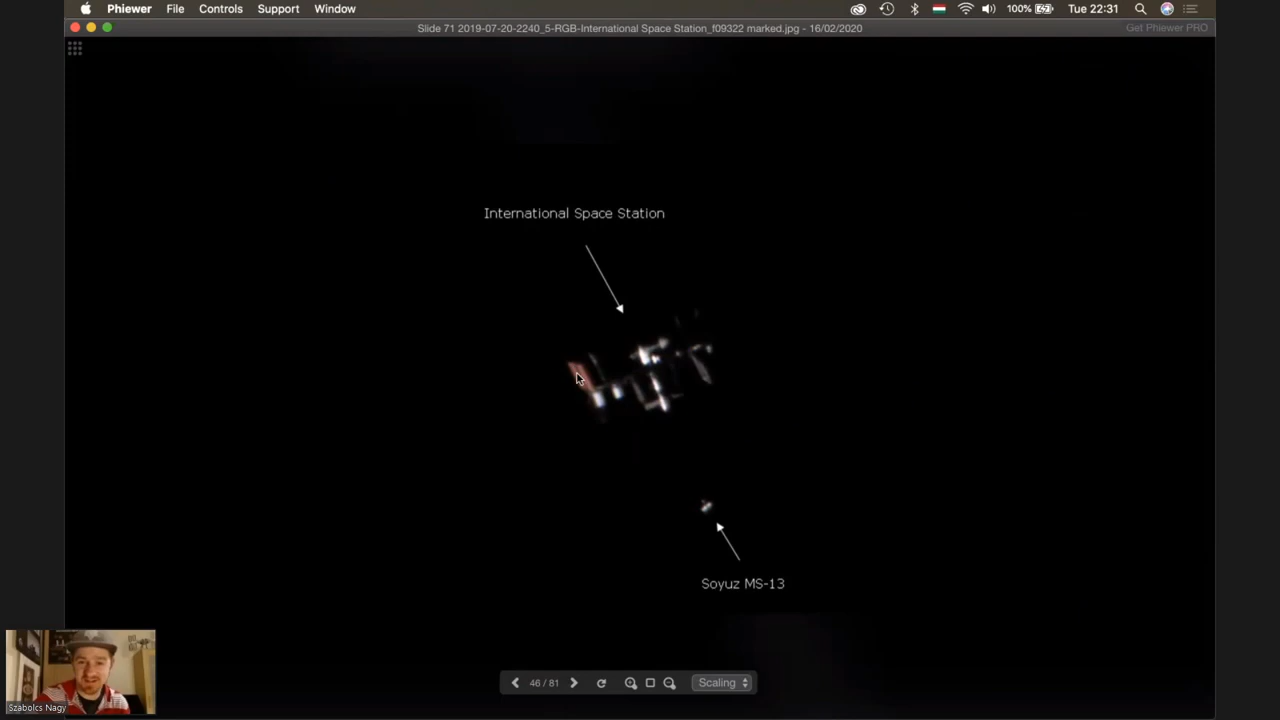 Phiewer File Controls Support Window 100% Tue 22:31
Slide 71 2019-07-20-2240_5-RGB-International Space Station_f09322 marked.jpg - 16/02/2020 Get Phiewer PRO
International Space Station
Soyuz MS-13
46 / 81 Scaling
Szabolcs Nagy